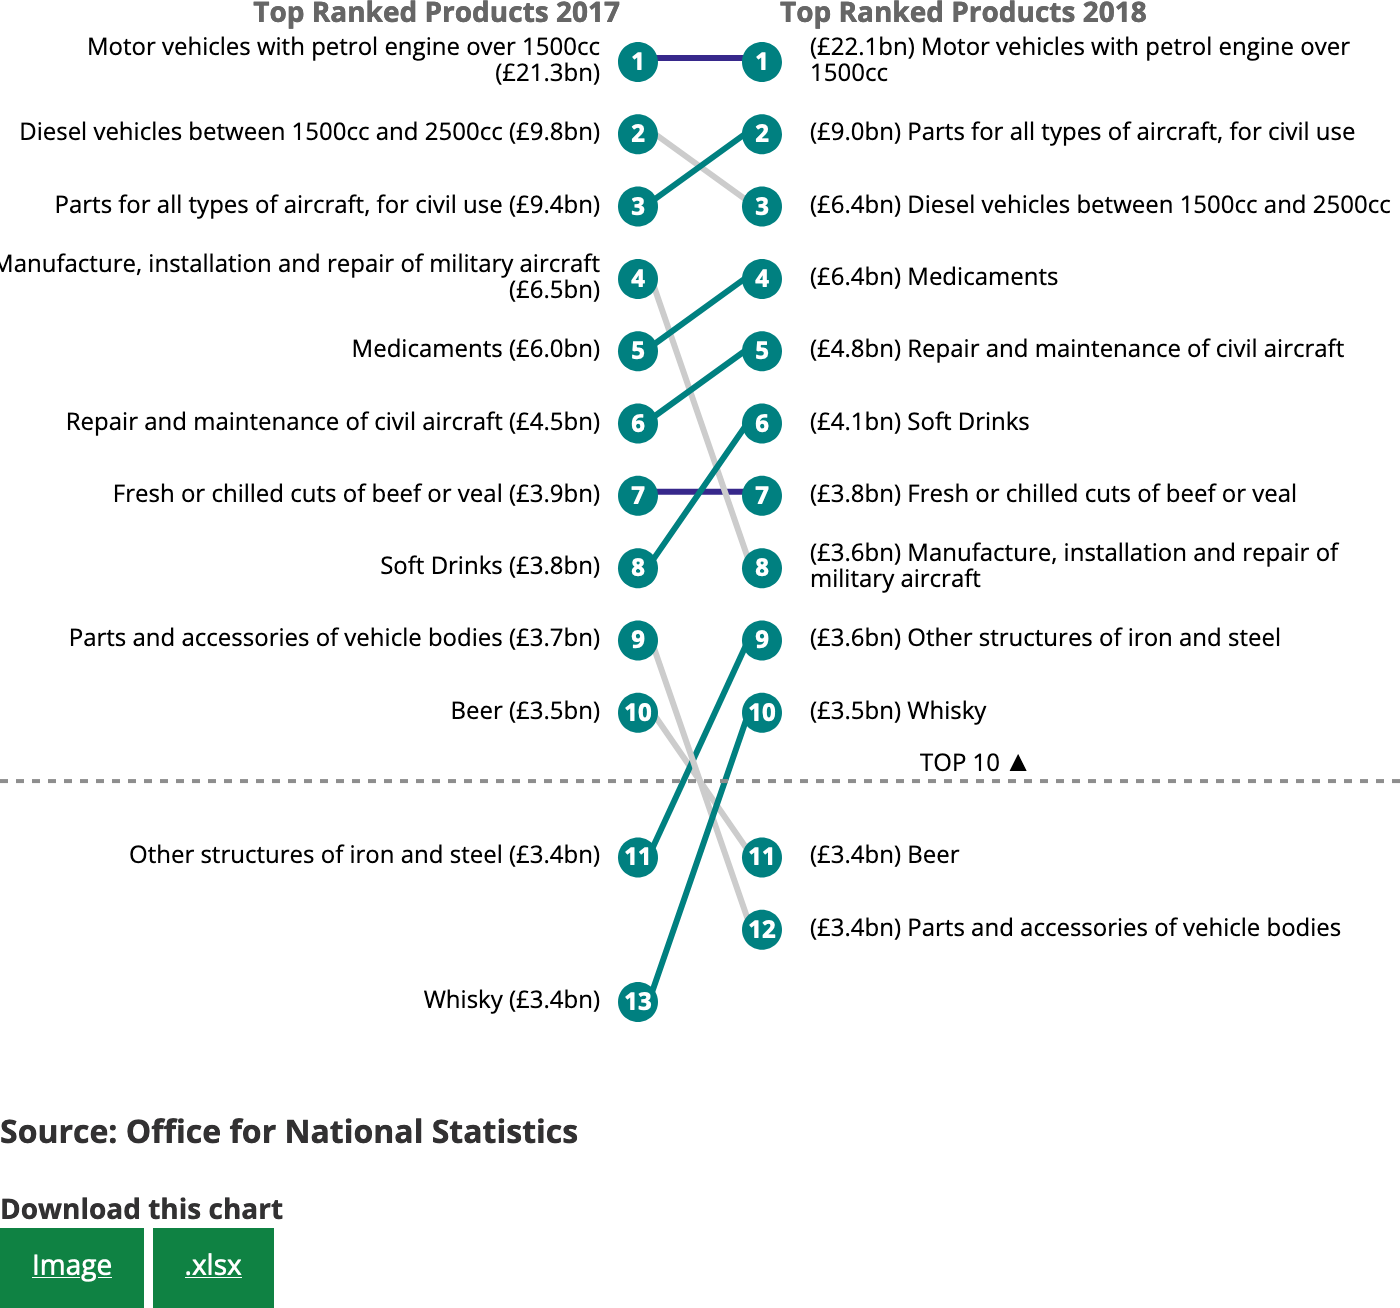 Top Ranked Products 2017
Top Ranked Products 2018
Motor vehicles with petrol engine over 1500cc
(£21.3bn)
1
1
(£22.1bn) Motor vehicles with petrol engine over
1500cc
Diesel vehicles between 1500cc and 2500cc (£9.8bn)
2
2
(£9.0bn) Parts for all types of aircraft, for civil use
Parts for all types of aircraft, for civil use (£9.4bn)
3
3
(£6.4bn) Diesel vehicles between 1500cc and 2500cc
Manufacture, installation and repair of military aircraft
(£6.5bn)
4
4
(£6.4bn) Medicaments
Medicaments (£6.0bn)
5
5
(£4.8bn) Repair and maintenance of civil aircraft
Repair and maintenance of civil aircraft (£4.5bn)
6
6
(£4.1bn) Soft Drinks
Fresh or chilled cuts of beef or veal (£3.9bn)
7
7
(£3.8bn) Fresh or chilled cuts of beef or veal
Soft Drinks (£3.8bn)
8
8
(£3.6bn) Manufacture, installation and repair of
military aircraft
Parts and accessories of vehicle bodies (£3.7bn)
9
9
(£3.6bn) Other structures of iron and steel
Beer (£3.5bn)
10
10
(£3.5bn) Whisky
TOP 10 ▲
Other structures of iron and steel (£3.4bn)
11
11
(£3.4bn) Beer
12
(£3.4bn) Parts and accessories of vehicle bodies
Whisky (£3.4bn)
13
Source: Office for National Statistics
Download this chart
Image
.xlsx